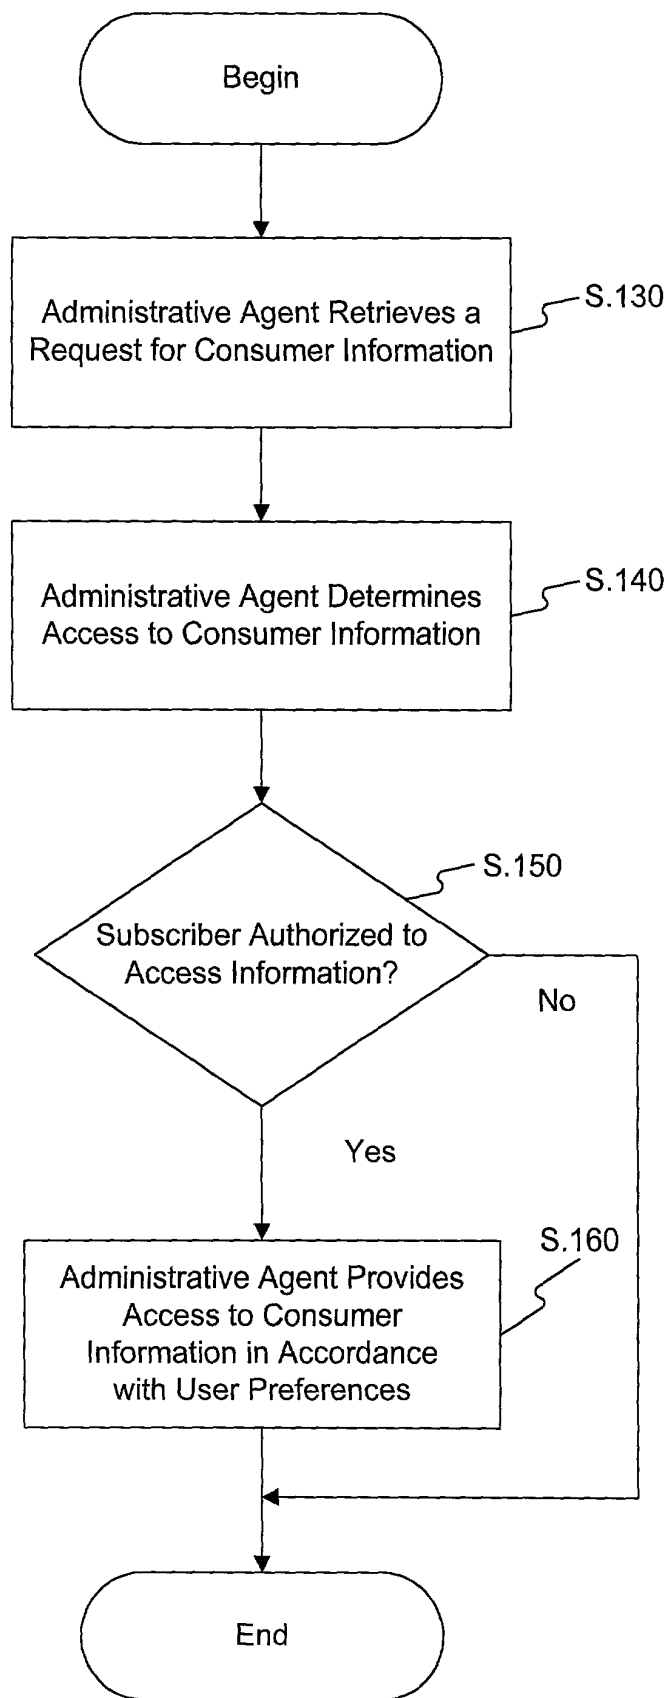 Begin
Administrative Agent Retrieves a
Request for Consumer Information
S.130
Administrative Agent Determines
Access to Consumer Information
S.140
Subscriber Authorized to
Access Information?
S.150
No
Yes
S.160
Administrative Agent Provides
Access to Consumer
Information in Accordance
with User Preferences
End